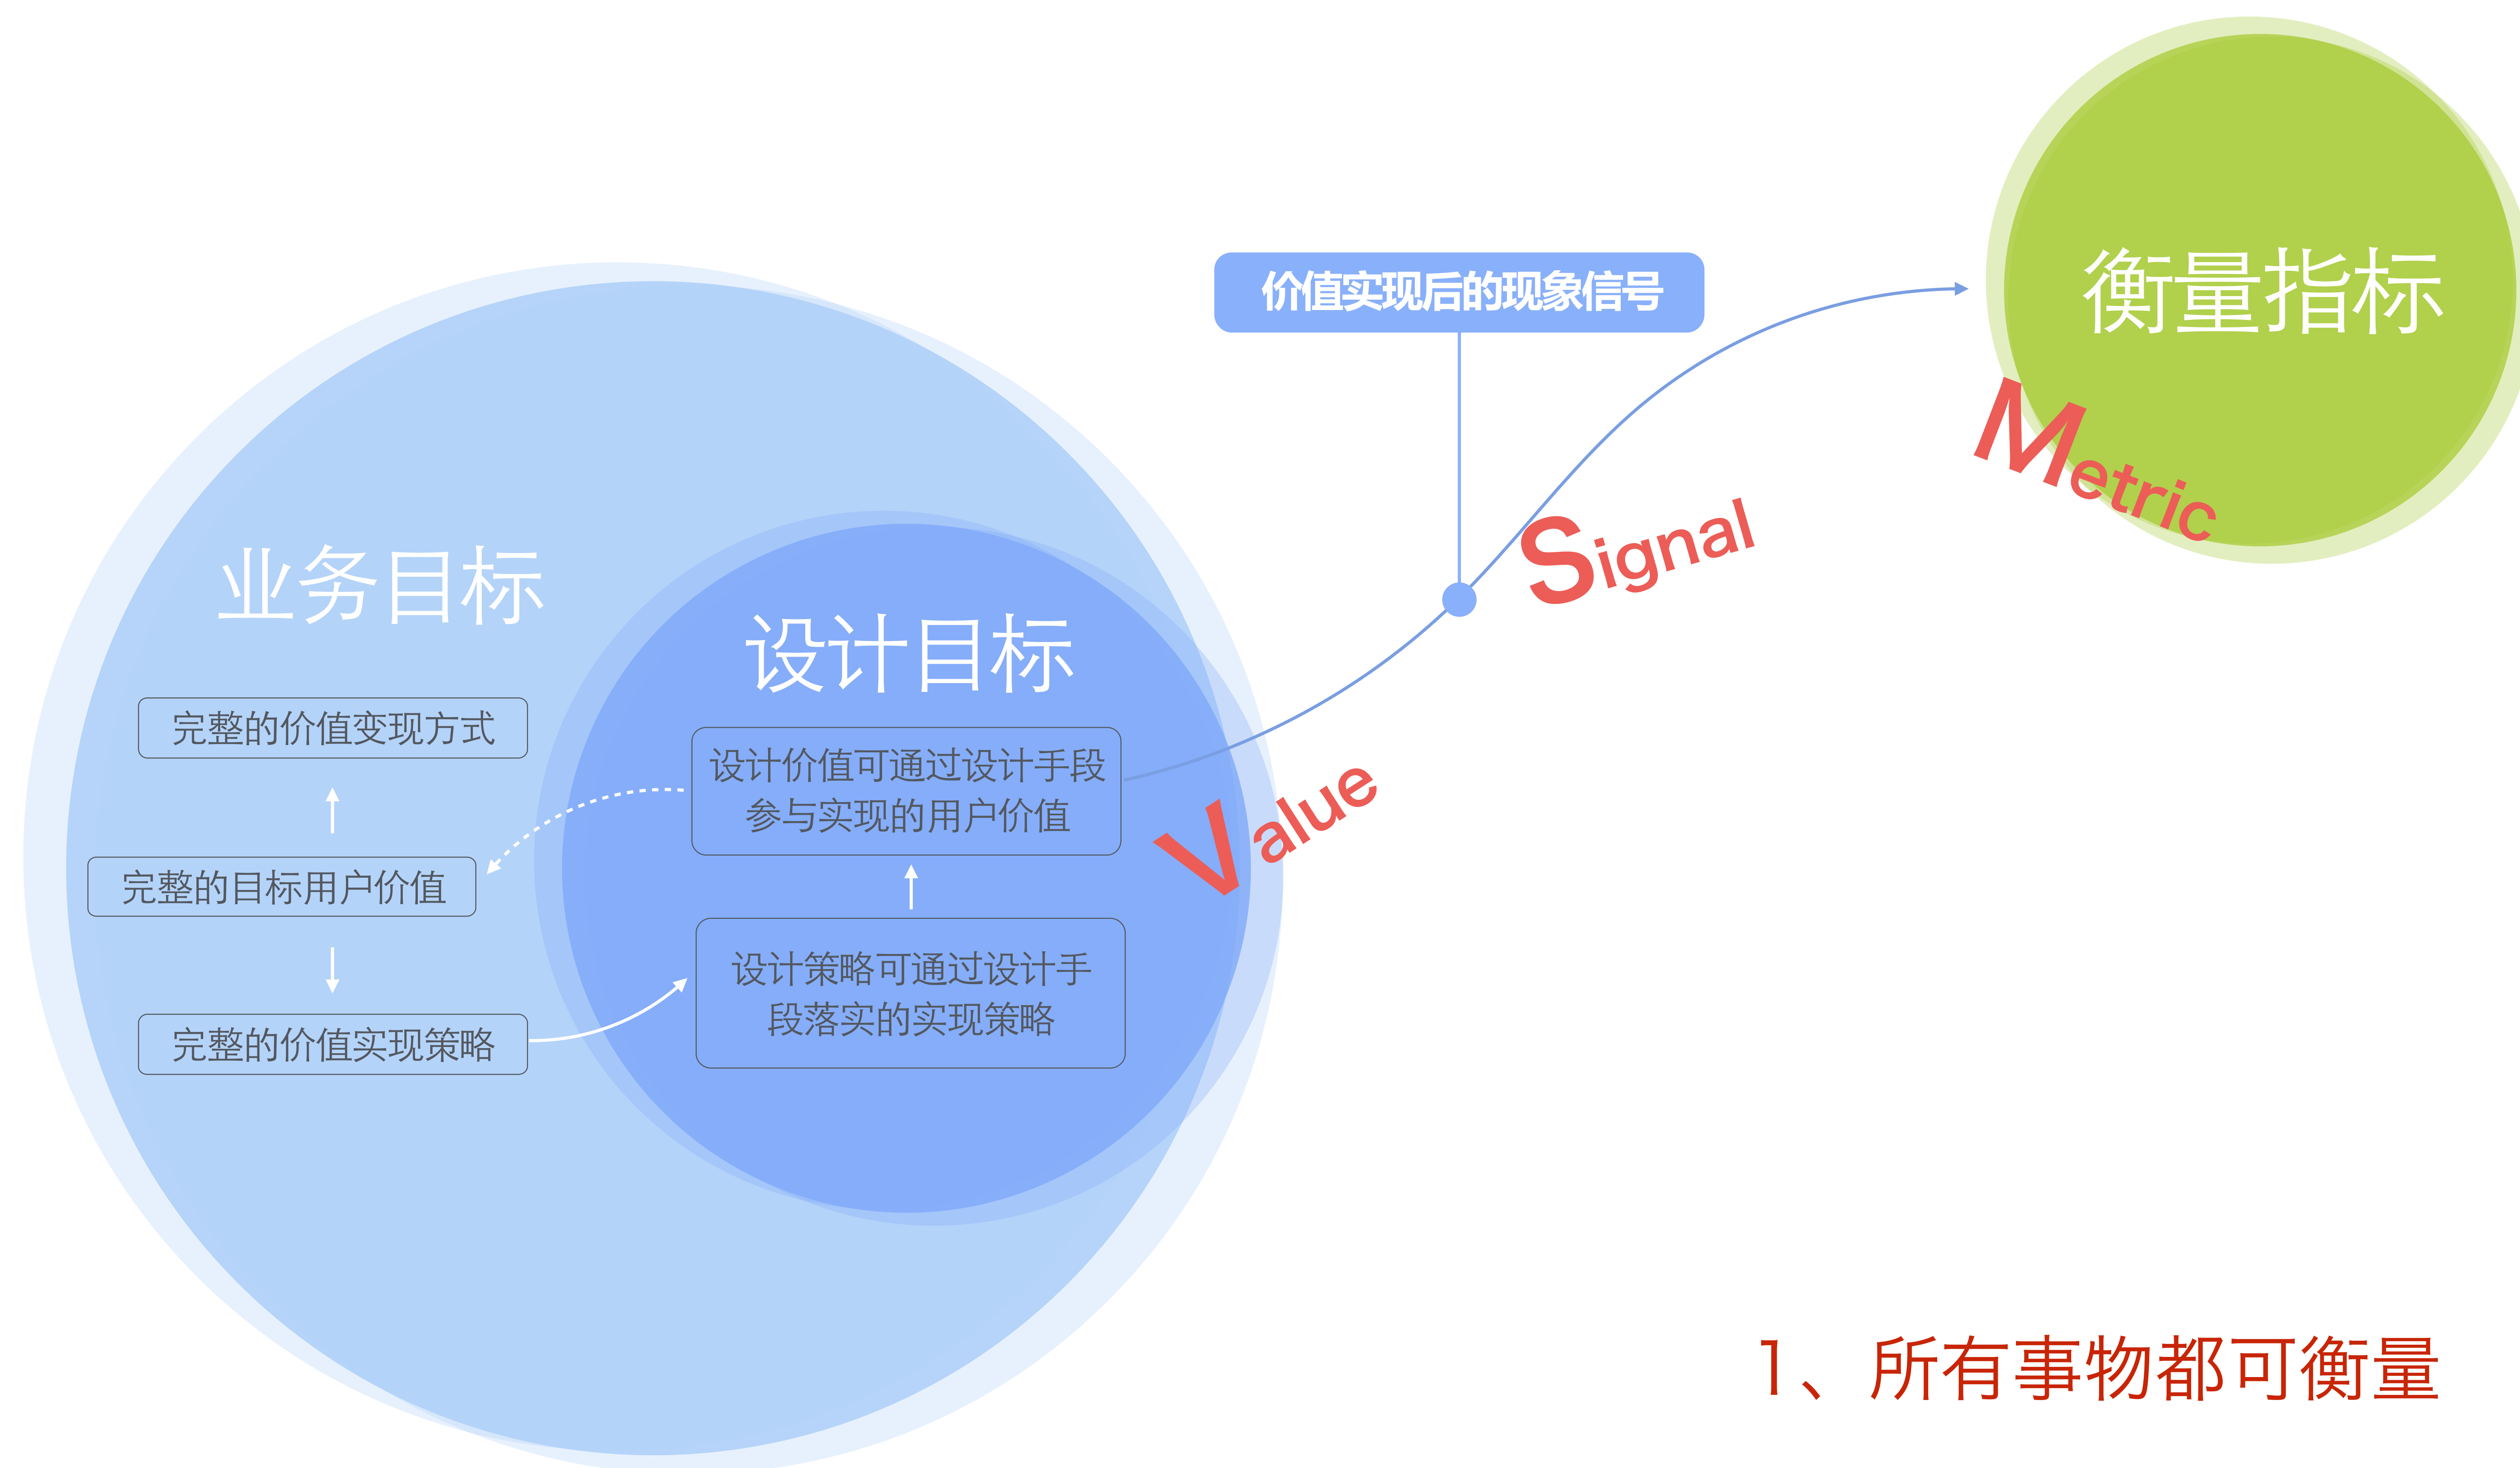 衡量指标
Metric
价值实现后的现象信号
Signal
业务目标
完整的价值变现方式
完整的目标用户价值
完整的价值实现策略
设计目标
设计价值可通过设计手段
参与实现的用户价值
设计策略可通过设计手
段落实的实现策略
Value
1、所有事物都可衡量